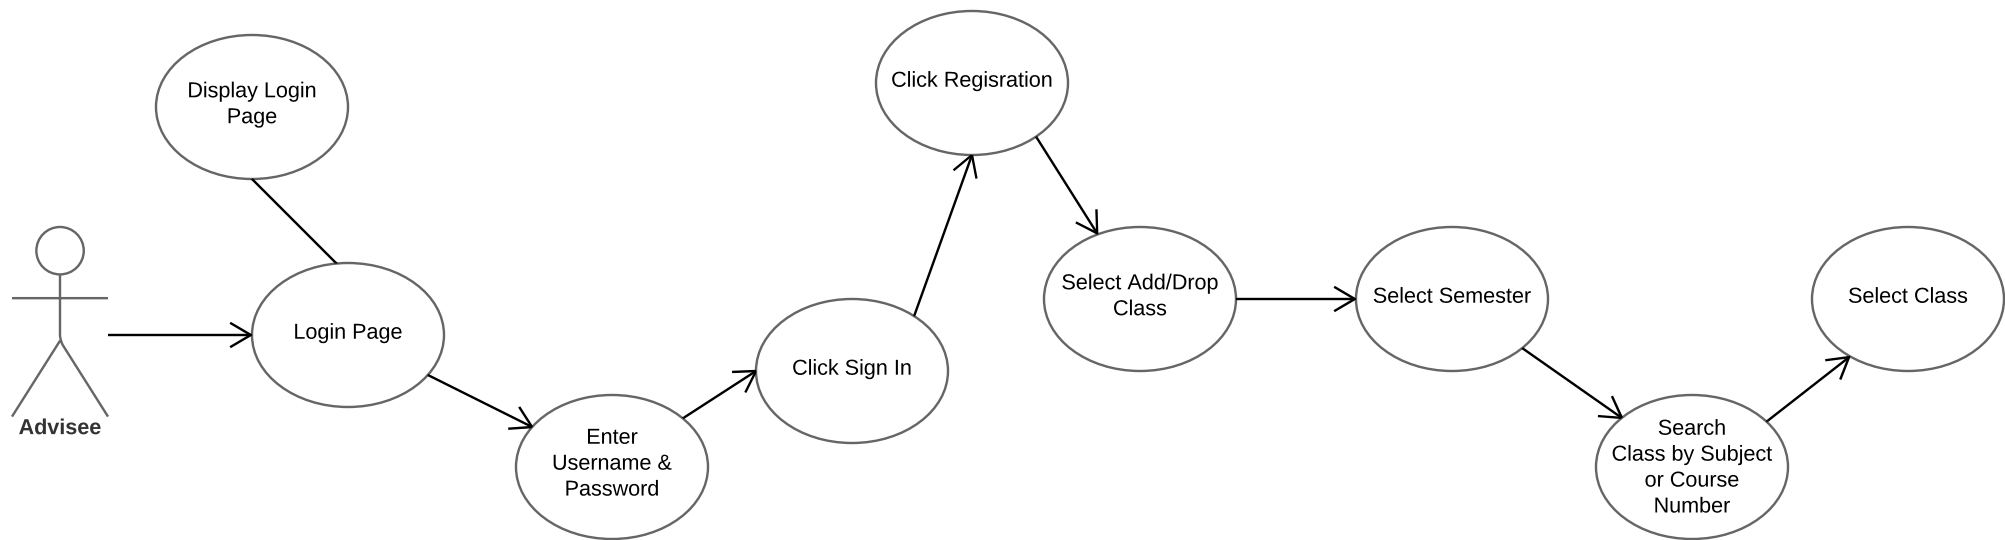 Display Login
Page
Advisee
Login Page
Enter
Username &
Password
Click Sign In
Click Regisration
Select Add/Drop
Class
Select Semester
Search
Class by Subject
or Course
Number
Select Class